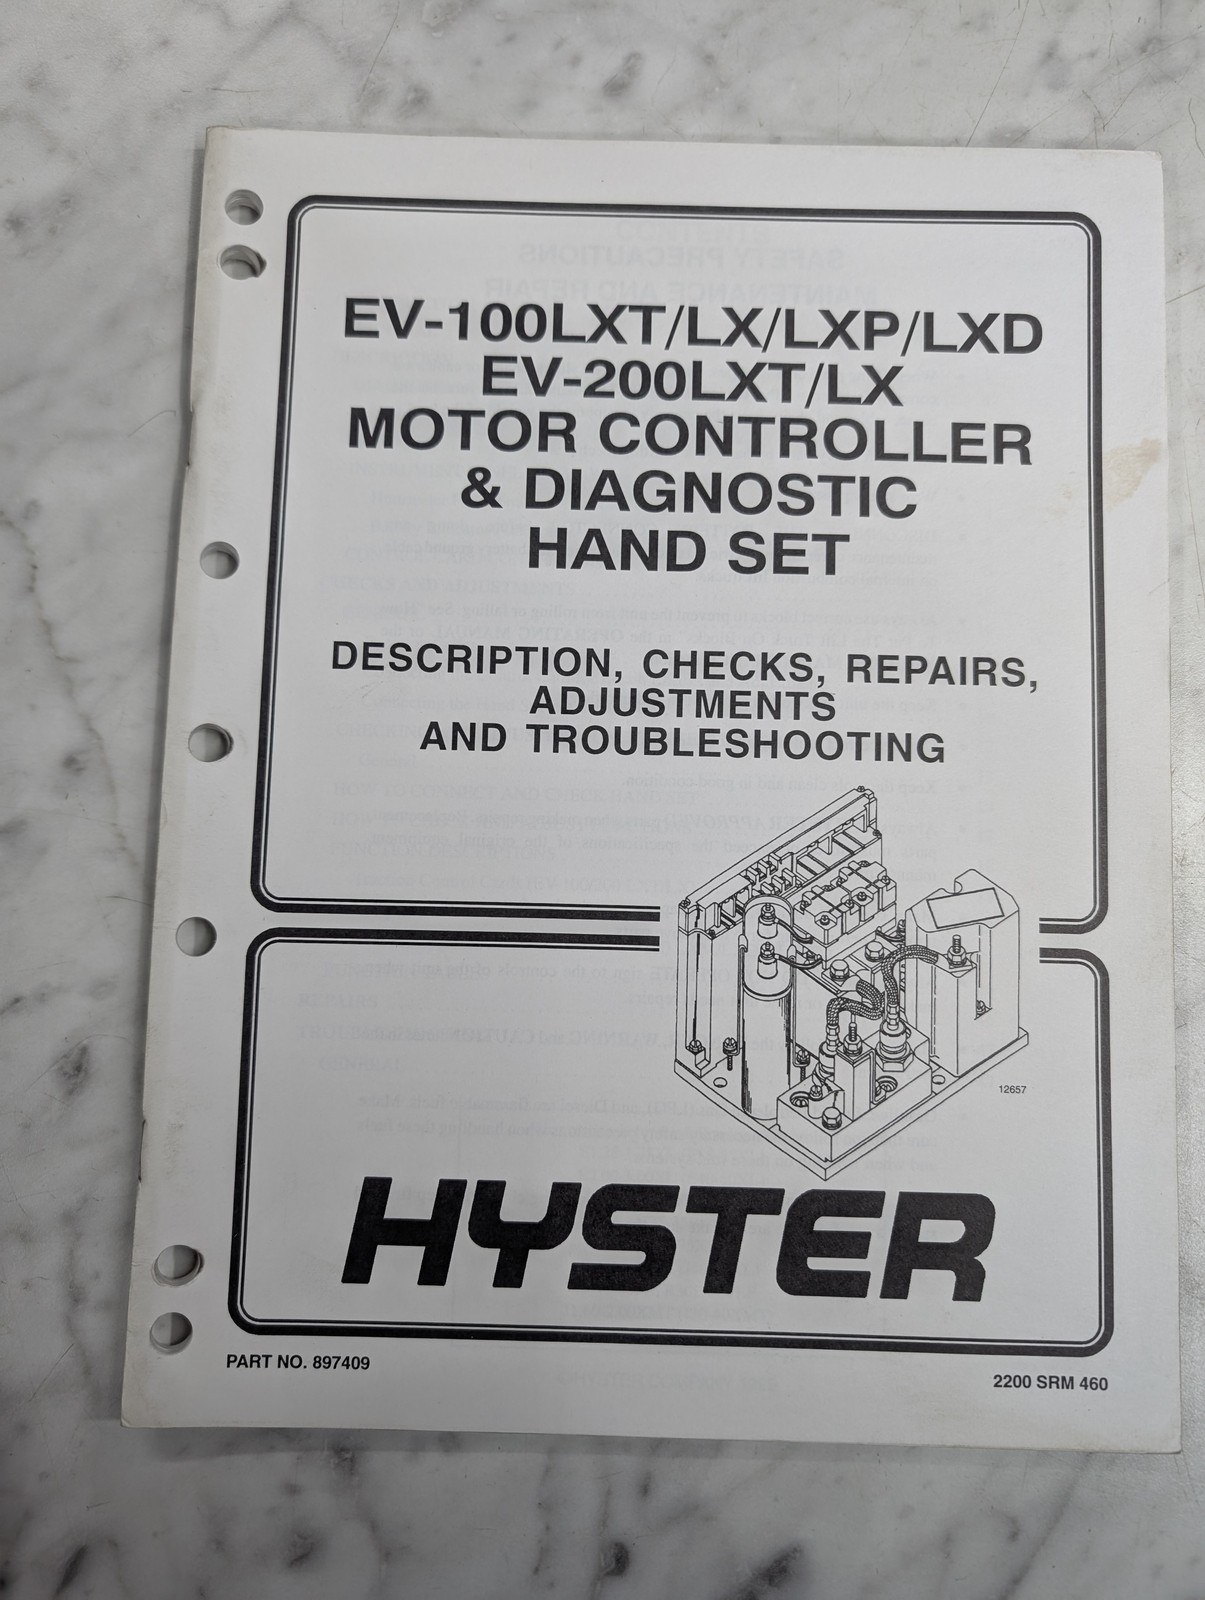 EV-100LXT/LX/LXP/LXD
EV-200LXT/LX
MOTOR CONTROLLER
& DIAGNOSTIC
HAND SET
DESCRIPTION, CHECKS, REPAIRS,
ADJUSTMENTS
AND TROUBLESHOOTING
12657
HYSTER
PART NO. 897409
2200 SRM 460